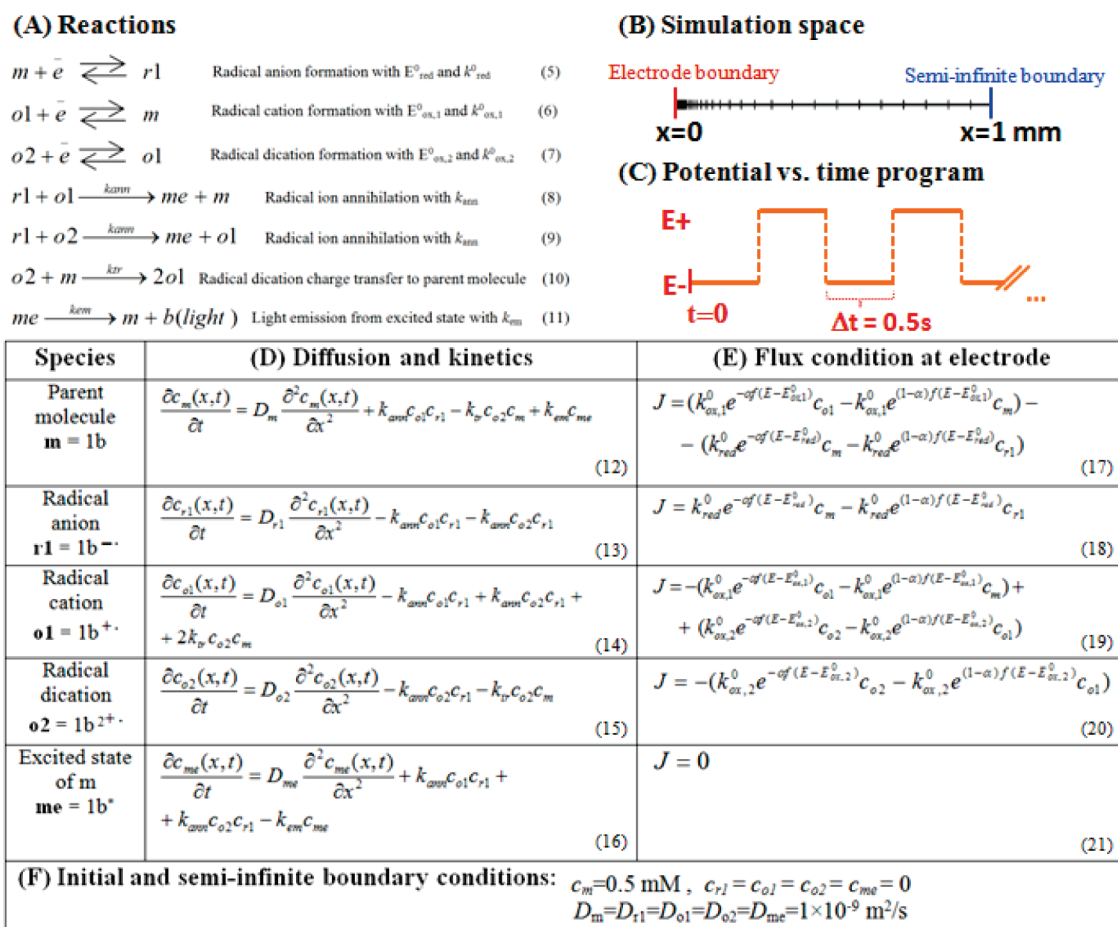 (A) Reactions
m + e̅ ⇌ r1 Radical anion formation with E⁰red and k⁰red (5)
o1 + e̅ ⇌ m Radical cation formation with E⁰ox,1 and k⁰ox,1 (6)
o2 + e̅ ⇌ o1 Radical dication formation with E⁰ox,2 and k⁰ox,2 (7)
r1 + o1 —kann→ me + m Radical ion annihilation with kann (8)
r1 + o2 —kann→ me + o1 Radical ion annihilation with kann (9)
o2 + m —ktr→ 2o1 Radical dication charge transfer to parent molecule (10)
me —kem→ m + b(light) Light emission from excited state with kem (11)
(B) Simulation space
Electrode boundary
Semi-infinite boundary
x=0
x=1 mm
(C) Potential vs. time program
E+
E-
t=0
Δt = 0.5s
...
Species
(D) Diffusion and kinetics
(E) Flux condition at electrode
Parent
molecule
m = 1b
∂cm(x,t)/∂t = Dm ∂²cm(x,t)/∂x² + kann co1 cr1 − ktr co2 cm + kem cme
(12)
J = (k⁰ox,1 e^(−αf(E−E⁰ox,1)) co1 − k⁰ox,1 e^((1−α)f(E−E⁰ox,1)) cm) −
− (k⁰red e^(−αf(E−E⁰red)) cm − k⁰red e^((1−α)f(E−E⁰red)) cr1)
(17)
Radical
anion
r1 = 1b⁻·
∂cr1(x,t)/∂t = Dr1 ∂²cr1(x,t)/∂x² − kann co1 cr1 − kann co2 cr1
(13)
J = k⁰red e^(−αf(E−E⁰red)) cm − k⁰red e^((1−α)f(E−E⁰red)) cr1
(18)
Radical
cation
o1 = 1b⁺·
∂co1(x,t)/∂t = Do1 ∂²co1(x,t)/∂x² − kann co1 cr1 + kann co2 cr1 +
+ 2ktr co2 cm
(14)
J = −(k⁰ox,1 e^(−αf(E−E⁰ox,1)) co1 − k⁰ox,1 e^((1−α)f(E−E⁰ox,1)) cm) +
+ (k⁰ox,2 e^(−αf(E−E⁰ox,2)) co2 − k⁰ox,2 e^((1−α)f(E−E⁰ox,2)) co1)
(19)
Radical
dication
o2 = 1b²⁺·
∂co2(x,t)/∂t = Do2 ∂²co2(x,t)/∂x² − kann co2 cr1 − ktr co2 cm
(15)
J = −(k⁰ox,2 e^(−αf(E−E⁰ox,2)) co2 − k⁰ox,2 e^((1−α)f(E−E⁰ox,2)) co1)
(20)
Excited state
of m
me = 1b*
∂cme(x,t)/∂t = Dme ∂²cme(x,t)/∂x² + kann co1 cr1 +
+ kann co2 cr1 − kem cme
(16)
J = 0
(21)
(F) Initial and semi-infinite boundary conditions: cm=0.5 mM , cr1 = co1 = co2 = cme = 0
Dm=Dr1=Do1=Do2=Dme=1×10⁻⁹ m²/s